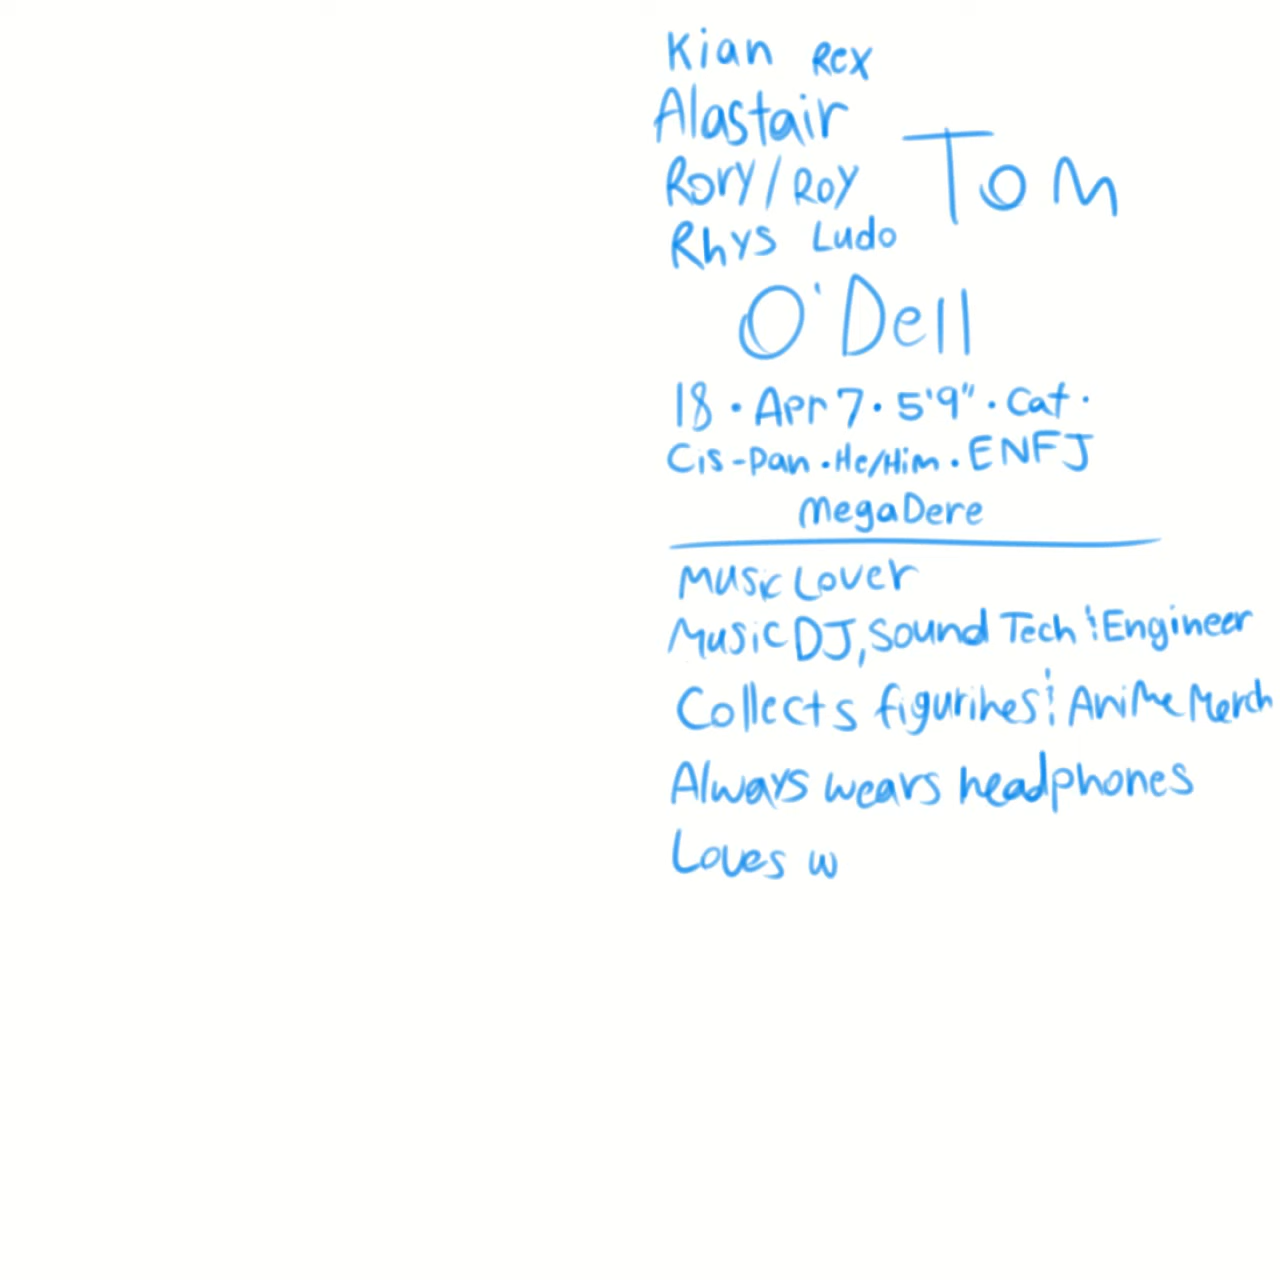 Kian Rex
Alastair
Rory/Roy Tom
Rhys Ludo
O'Dell
18 • Apr 7 • 5'9" • Cat •
Cis-Pan • He/Him • ENFJ
MegaDere
Music Lover
Music DJ, Sound Tech & Engineer
Collects figurines & Anime Merch
Always wears headphones
Loves w